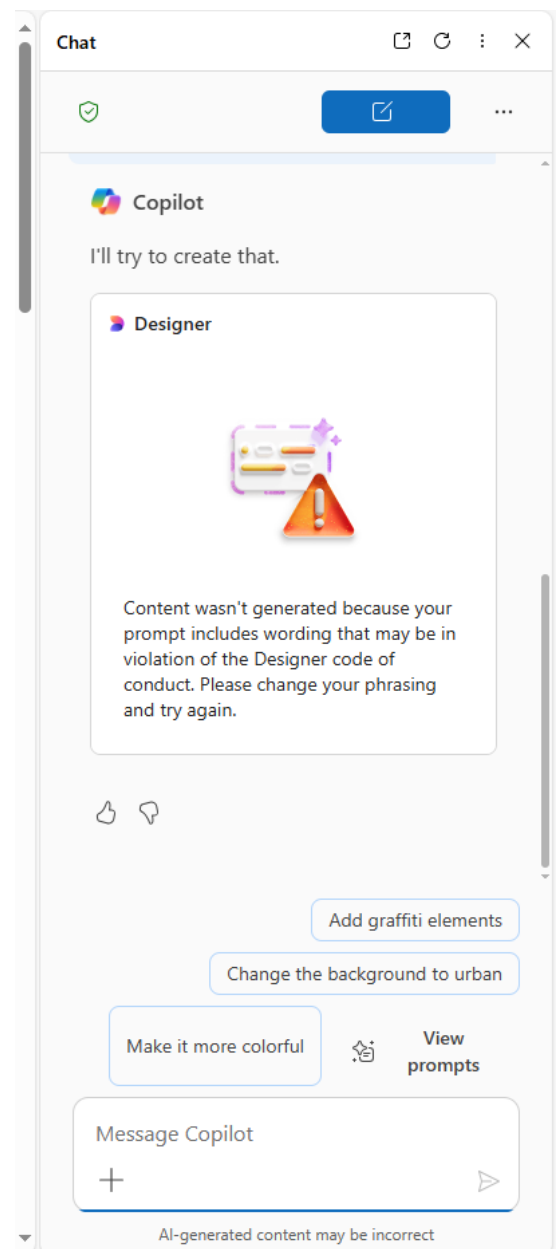 Chat
Copilot
I'll try to create that.
Designer
Content wasn't generated because your
prompt includes wording that may be in
violation of the Designer code of
conduct. Please change your phrasing
and try again.
Add graffiti elements
Change the background to urban
Make it more colorful
View
prompts
Message Copilot
AI-generated content may be incorrect